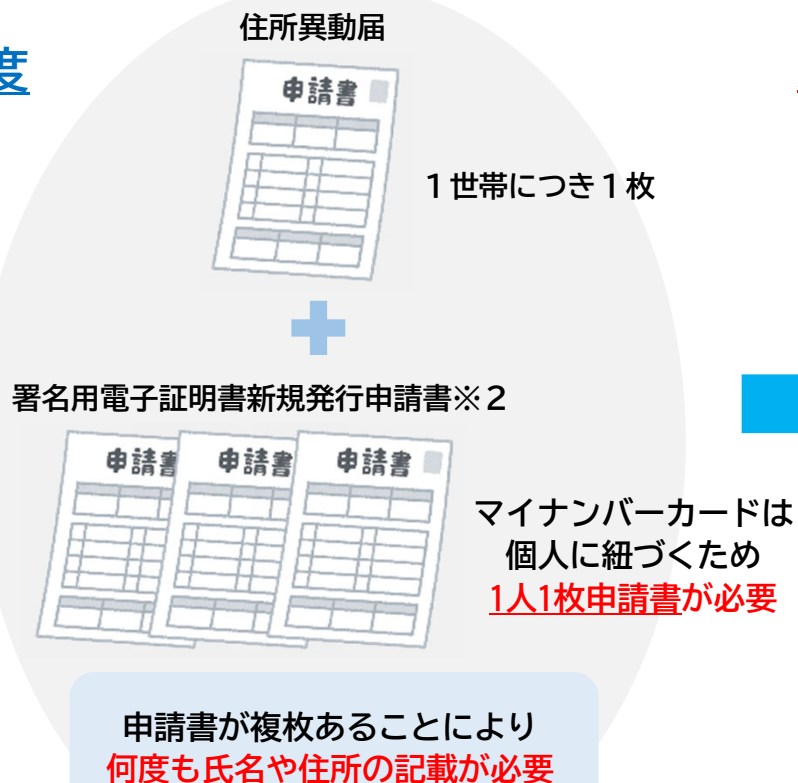 住所異動届
度
申請書
1世帯につき1枚
署名用電子証明書新規発行申請書※2
申請書
申請書
申請書
マイナンバーカードは
個人に紐づくため
1人1枚申請書が必要
申請書が複枚あることにより
何度も氏名や住所の記載が必要